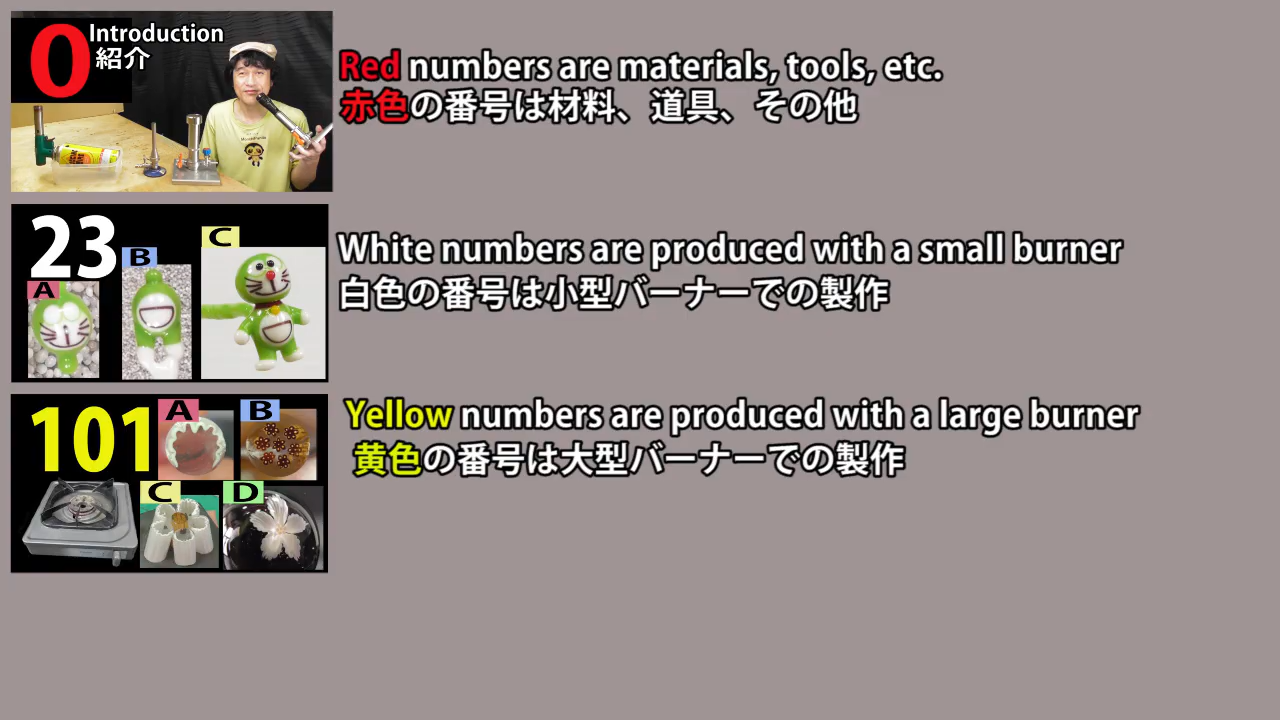 0
Introduction
紹介
Red numbers are materials, tools, etc.
赤色の番号は材料、道具、その他
23
A
B
C
White numbers are produced with a small burner
白色の番号は小型バーナーでの製作
101
A
B
C
D
Yellow numbers are produced with a large burner
黄色の番号は大型バーナーでの製作